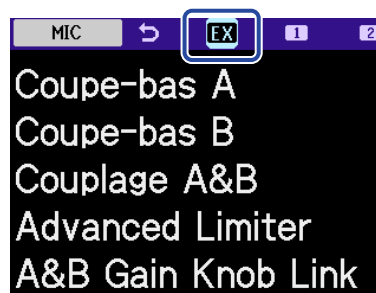 MIC EX 1 2
Coupe-bas A
Coupe-bas B
Couplage A&B
Advanced Limiter
A&B Gain Knob Link